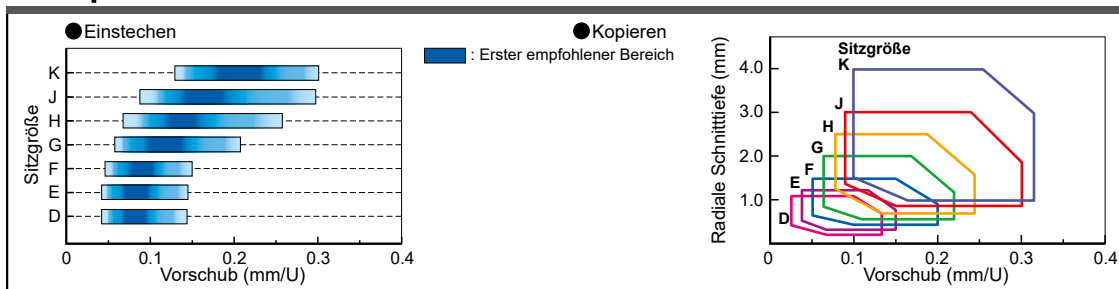 ●Einstechen
Sitzgröße
K
J
H
G
F
E
D
0
0.1
0.2
0.3
0.4
Vorschub (mm/U)
●Kopieren
: Erster empfohlener Bereich
Radiale Schnitttiefe (mm)
4.0
3.0
2.0
1.0
Sitzgröße
K
J
H
G
F
E
D
0
0.1
0.2
0.3
0.4
Vorschub (mm/U)